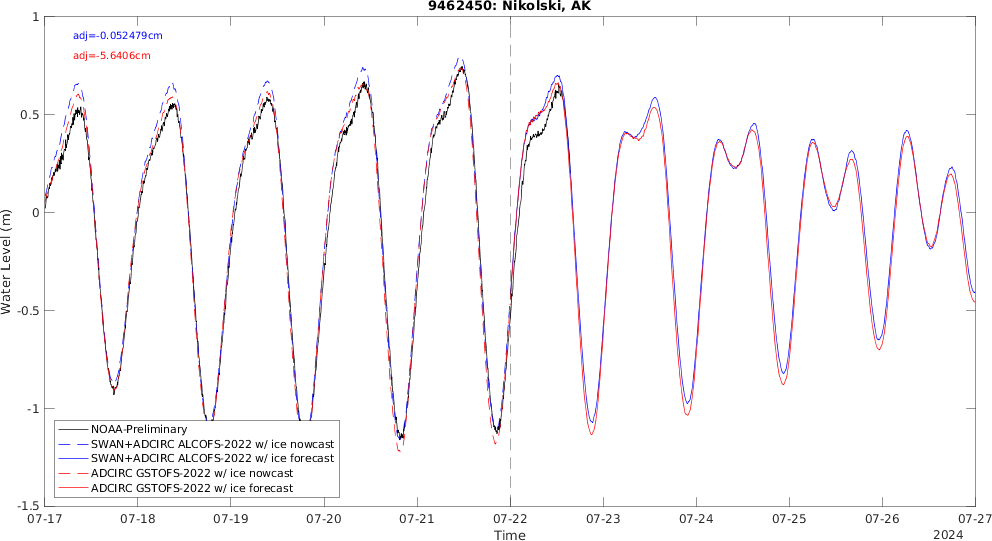 9462450: Nikolski, AK
adj=-0.052479cm
adj=-5.6406cm
Water Level (m)
1
0.5
0
-0.5
-1
-1.5
NOAA-Preliminary
SWAN+ADCIRC ALCOFS-2022 w/ ice nowcast
SWAN+ADCIRC ALCOFS-2022 w/ ice forecast
ADCIRC GSTOFS-2022 w/ ice nowcast
ADCIRC GSTOFS-2022 w/ ice forecast
07-17 07-18 07-19 07-20 07-21 07-22 07-23 07-24 07-25 07-26 07-27
Time
2024